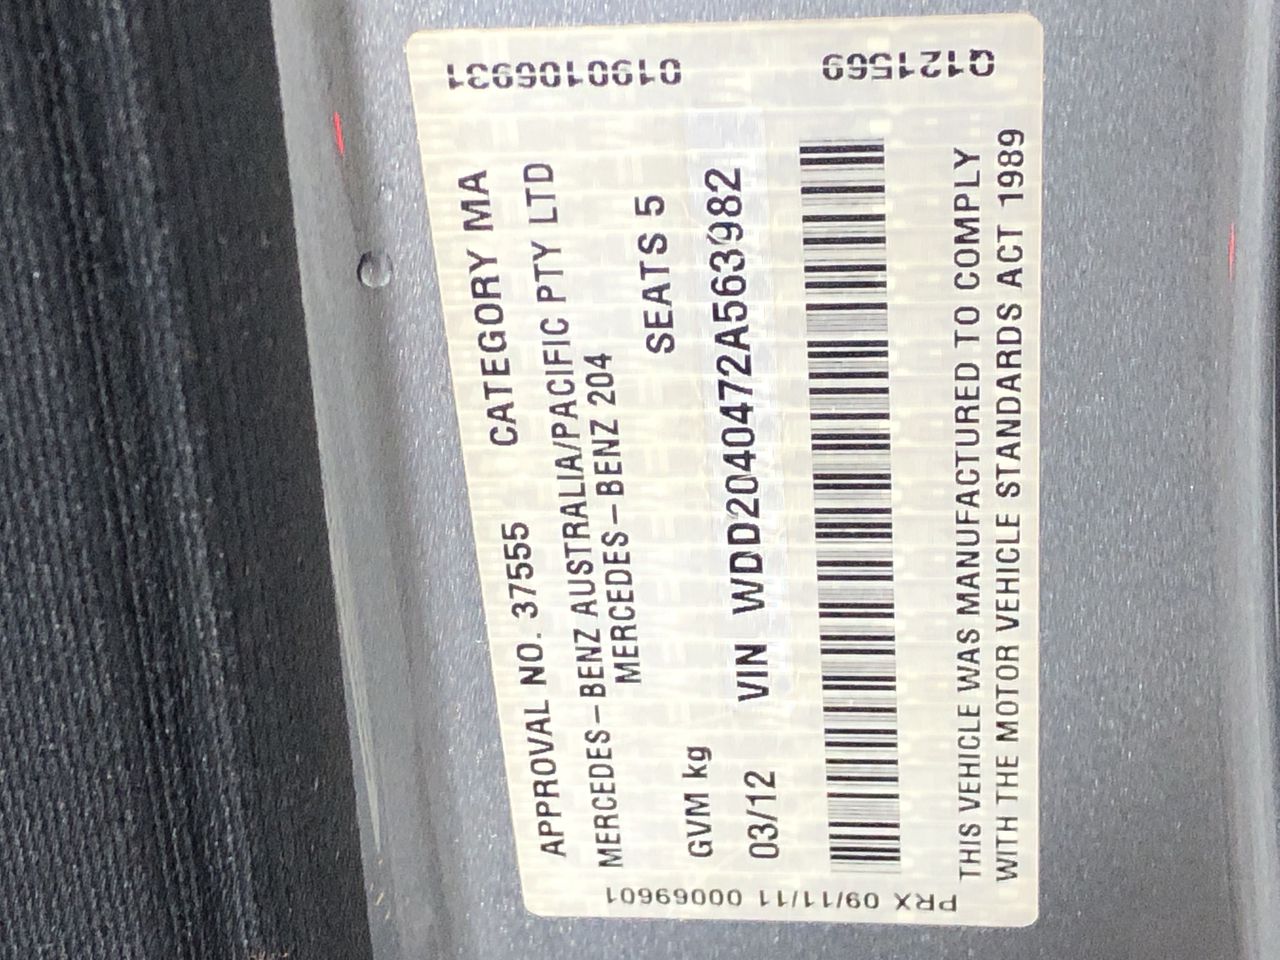 APPROVAL NO. 37555 CATEGORY MA
MERCEDES-BENZ AUSTRALIA/PACIFIC PTY LTD
MERCEDES-BENZ 204
SEATS 5
GVM kg
03/12 VIN WDD2040472A563982
THIS VEHICLE WAS MANUFACTURED TO COMPLY
WITH THE MOTOR VEHICLE STANDARDS ACT 1989
PRX 09/11/11 00069601
0190106931
Q121569